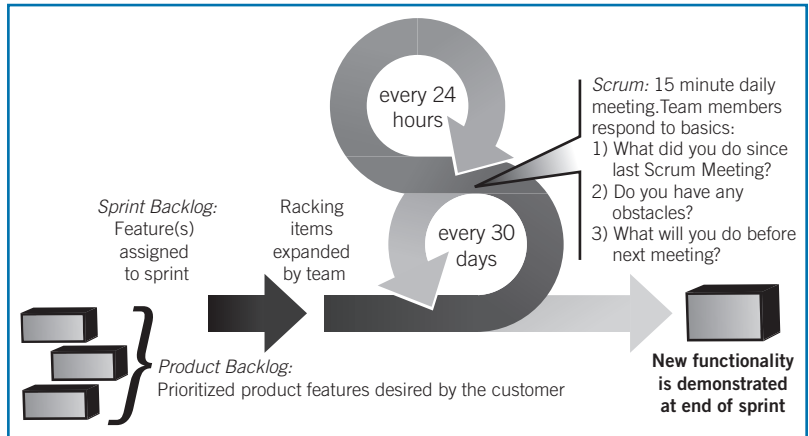 every 24
hours
Scrum: 15 minute daily
meeting.Team members
respond to basics:
1) What did you do since
last Scrum Meeting?
2) Do you have any
obstacles?
3) What will you do before
next meeting?
Sprint Backlog:
Feature(s)
assigned
to sprint
Racking
items
expanded
by team
every 30
days
Product Backlog:
Prioritized product features desired by the customer
New functionality
is demonstrated
at end of sprint